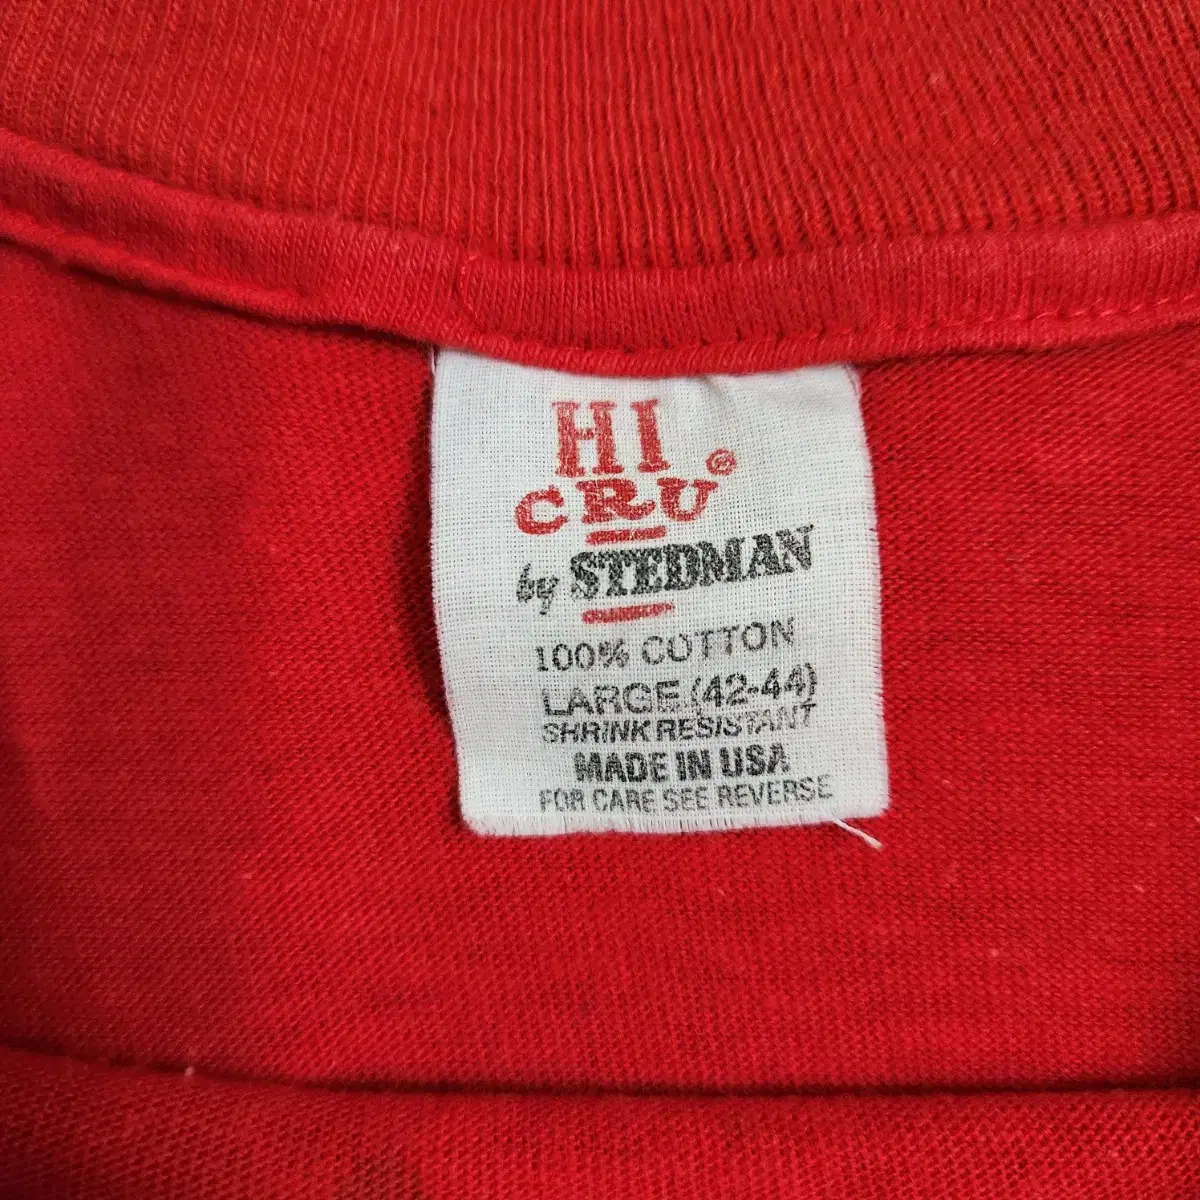 HI
CRU®
by STEDMAN
100% COTTON
LARGE (42-44)
SHRINK RESISTANT
MADE IN USA
FOR CARE SEE REVERSE